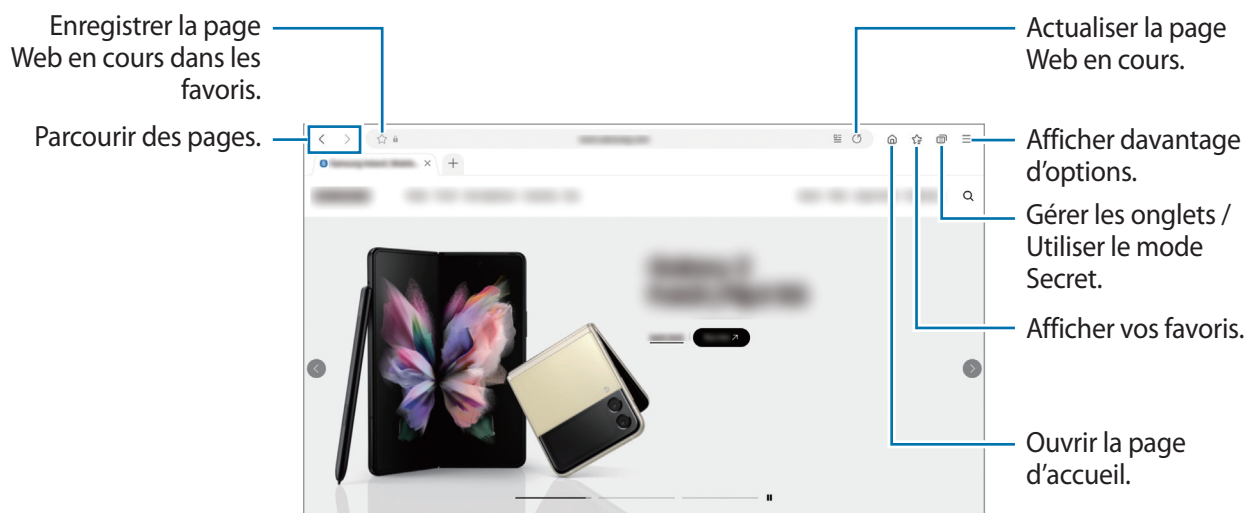 Enregistrer la page
Web en cours dans les
favoris.
Parcourir des pages.
Actualiser la page
Web en cours.
Afficher davantage
d'options.
Gérer les onglets /
Utiliser le mode
Secret.
Afficher vos favoris.
Ouvrir la page
d'accueil.